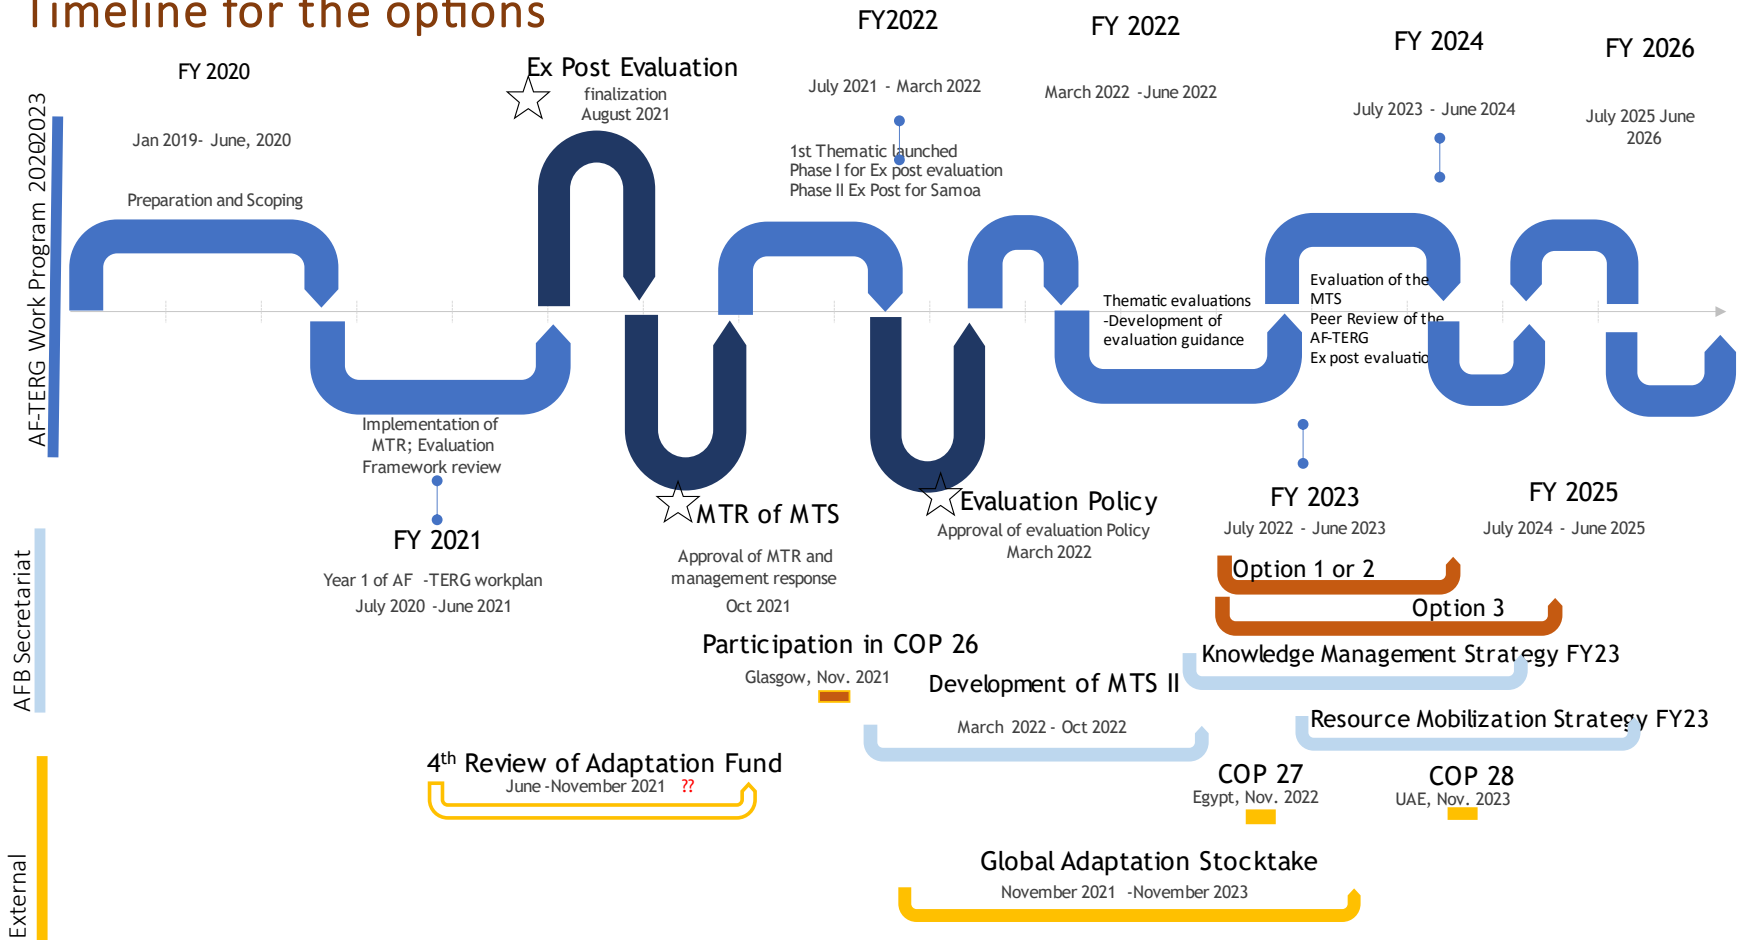 Timeline for the options
AF-TERG Work Program 20202023
FY 2020
Jan 2019- June, 2020
Preparation and Scoping
Ex Post Evaluation
finalization
August 2021
FY2022
July 2021 - March 2022
1st Thematic launched
Phase I for Ex post evaluation
Phase II Ex Post for Samoa
FY 2022
March 2022 -June 2022
FY 2024
July 2023 - June 2024
FY 2026
July 2025 June
2026
Thematic evaluations
-Development of
evaluation guidance
Evaluation of the
MTS
Peer Review of the
AF-TERG
Ex post evaluatio
Implementation of
MTR; Evaluation
Framework review
FY 2021
Year 1 of AF -TERG workplan
July 2020 -June 2021
MTR of MTS
Approval of MTR and
management response
Oct 2021
Evaluation Policy
Approval of evaluation Policy
March 2022
FY 2023
July 2022 - June 2023
FY 2025
July 2024 - June 2025
AFB Secretariat
Option 1 or 2
Option 3
Participation in COP 26
Glasgow, Nov. 2021
Knowledge Management Strategy FY23
Development of MTS II
March 2022 - Oct 2022
Resource Mobilization Strategy FY23
External
4th Review of Adaptation Fund
June -November 2021 ??
COP 27
Egypt, Nov. 2022
COP 28
UAE, Nov. 2023
Global Adaptation Stocktake
November 2021 -November 2023